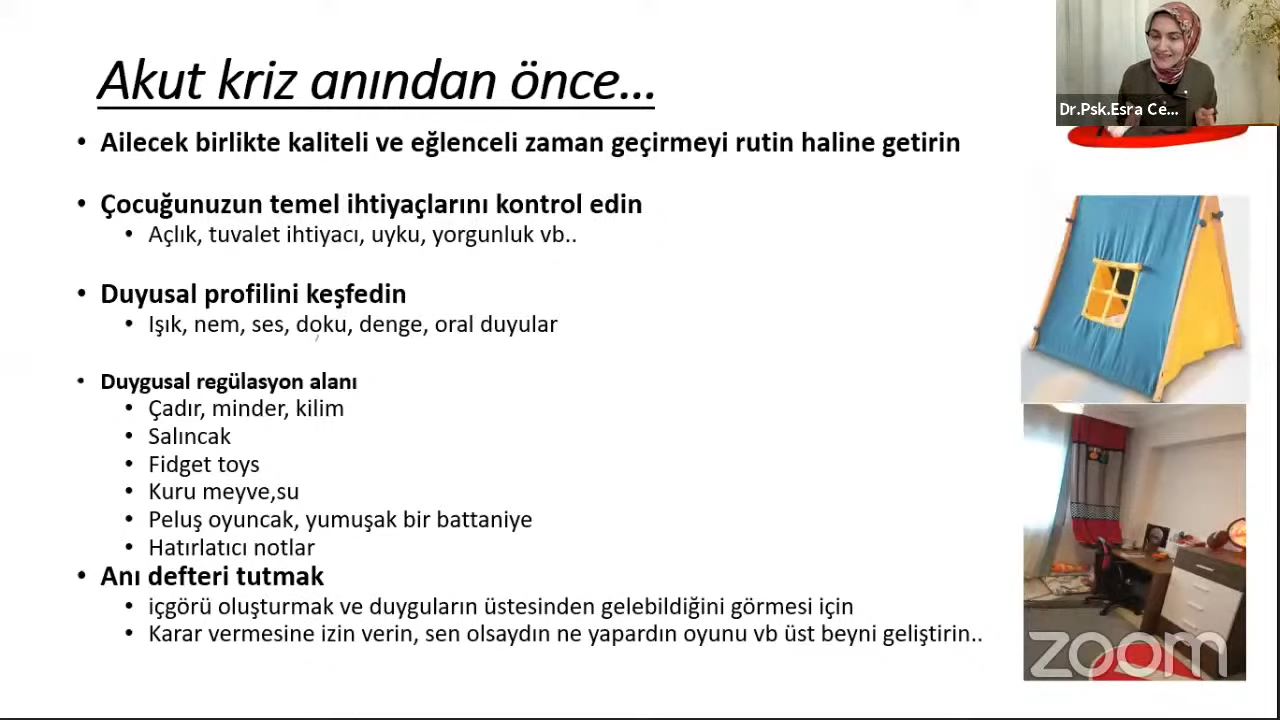 Akut kriz anından önce...
Dr.Psk.Esra Ce...
• Ailecek birlikte kaliteli ve eğlenceli zaman geçirmeyi rutin haline getirin
• Çocuğunuzun temel ihtiyaçlarını kontrol edin
• Açlık, tuvalet ihtiyacı, uyku, yorgunluk vb..
• Duyusal profilini keşfedin
• Işık, nem, ses, doku, denge, oral duyular
• Duygusal regülasyon alanı
• Çadır, minder, kilim
• Salıncak
• Fidget toys
• Kuru meyve,su
• Peluş oyuncak, yumuşak bir battaniye
• Hatırlatıcı notlar
• Anı defteri tutmak
• içgörü oluşturmak ve duyguların üstesinden gelebildiğini görmesi için
• Karar vermesine izin verin, sen olsaydın ne yapardın oyunu vb üst beyni geliştirin..
zoom